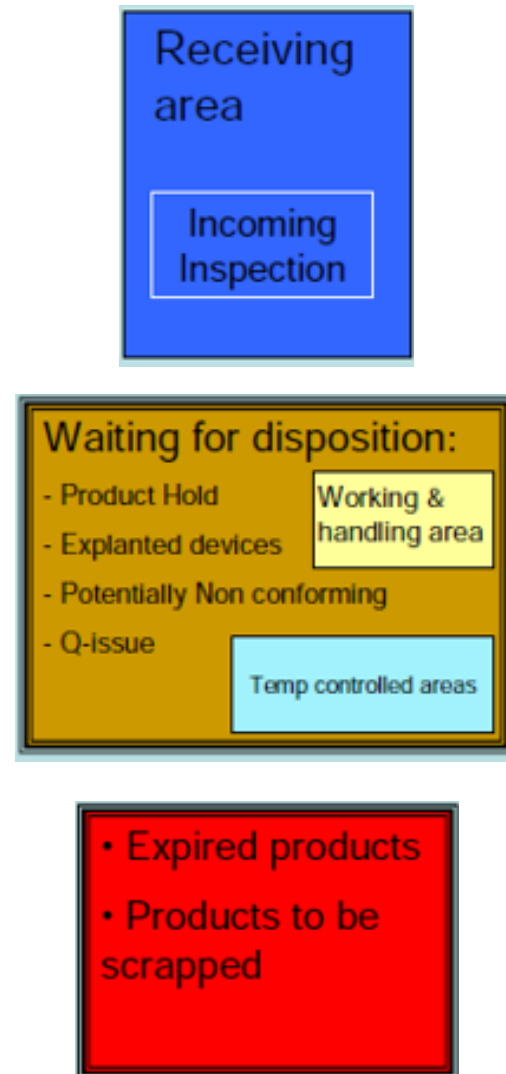 Receiving
area
Incoming
Inspection
Waiting for disposition:
- Product Hold
- Explanted devices
- Potentially Non conforming
- Q-issue
Working &
handling area
Temp controlled areas
• Expired products
• Products to be
scrapped